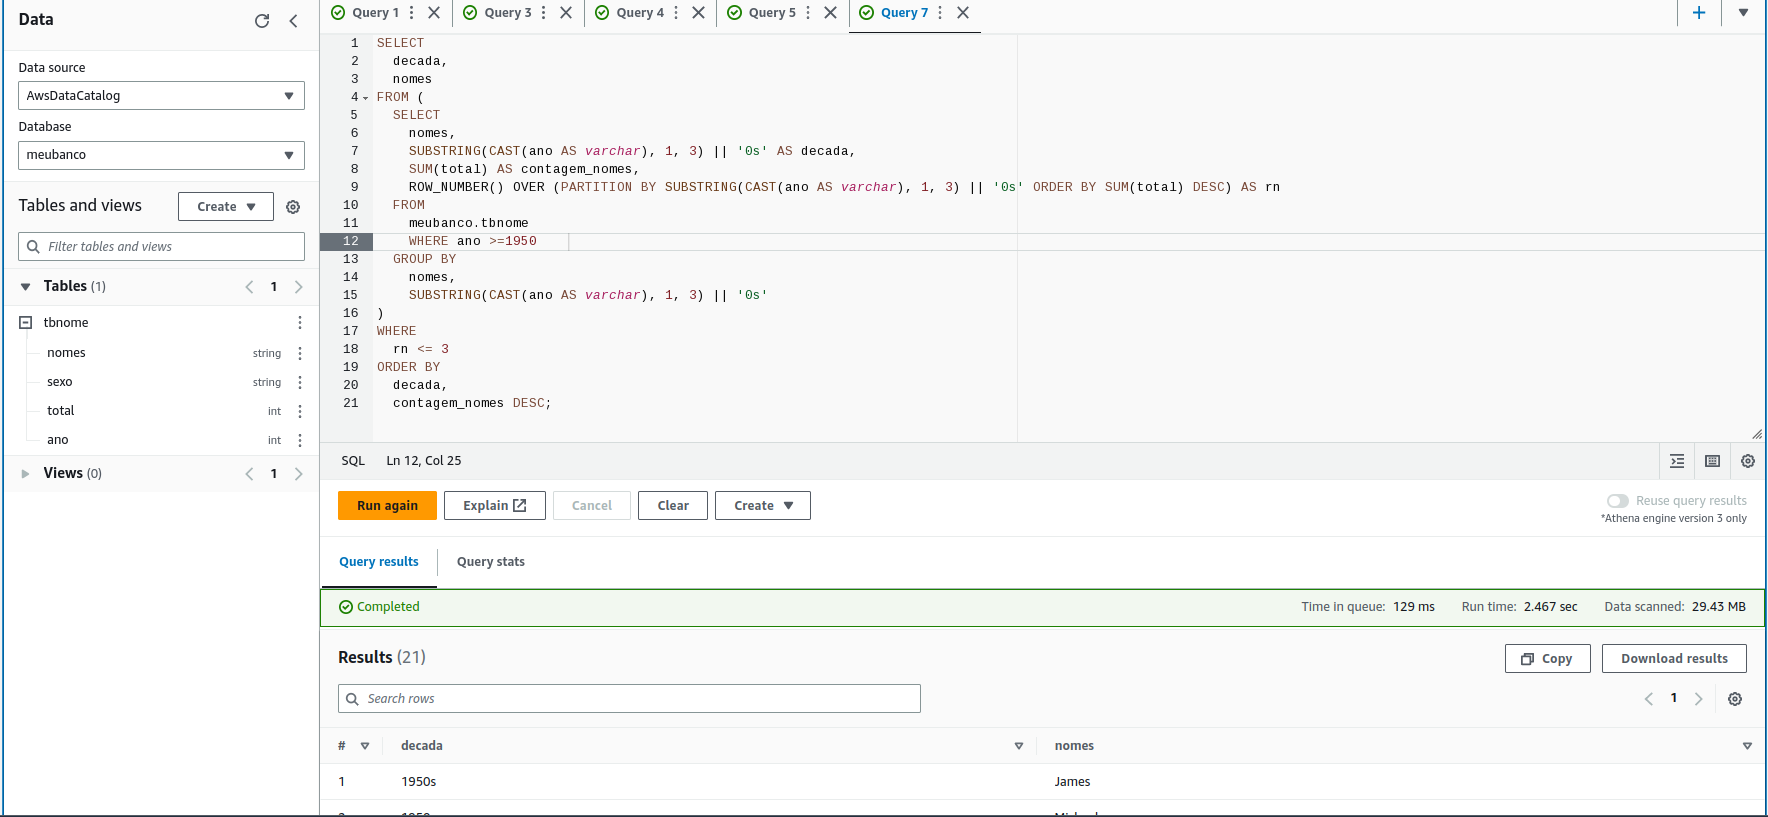 Data
Data source
AwsDataCatalog
Database
meubanco
Tables and views
Create
Filter tables and views
Tables (1)
1
tbnome
nomes
string
sexo
string
total
int
ano
int
Views (0)
1
Query 1
Query 3
Query 4
Query 5
Query 7
1 SELECT
2   decada,
3   nomes
4 FROM (
5   SELECT
6     nomes,
7     SUBSTRING(CAST(ano AS varchar), 1, 3) || '0s' AS decada,
8     SUM(total) AS contagem_nomes,
9     ROW_NUMBER() OVER (PARTITION BY SUBSTRING(CAST(ano AS varchar), 1, 3) || '0s' ORDER BY SUM(total) DESC) AS rn
10   FROM
11     meubanco.tbnome
12     WHERE ano >=1950
13   GROUP BY
14     nomes,
15     SUBSTRING(CAST(ano AS varchar), 1, 3) || '0s'
16 )
17 WHERE
18   rn <= 3
19 ORDER BY
20   decada,
21   contagem_nomes DESC;
SQL Ln 12, Col 25
Run again
Explain
Cancel
Clear
Create
Reuse query results
*Athena engine version 3 only
Query results
Query stats
Completed
Time in queue: 129 ms
Run time: 2.467 sec
Data scanned: 29.43 MB
Results (21)
Copy
Download results
Search rows
1
# decada nomes
1 1950s James